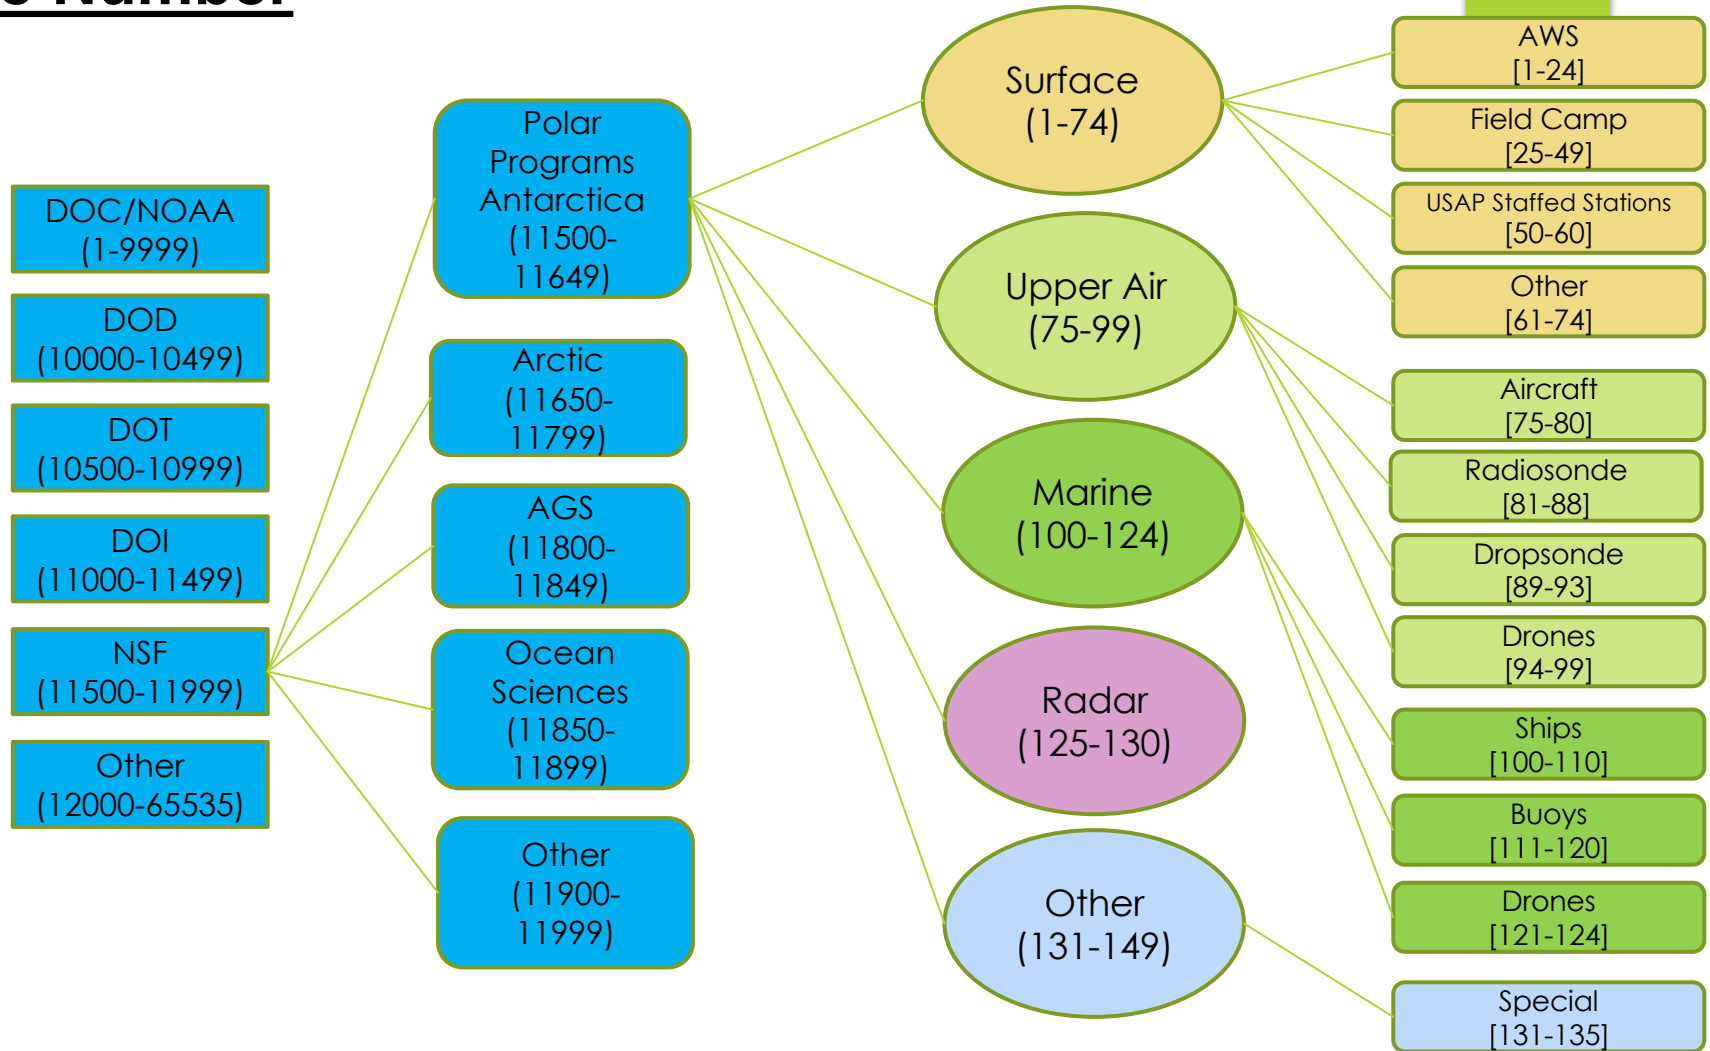 DOC/NOAA
(1-9999)
DOD
(10000-10499)
DOT
(10500-10999)
DOI
(11000-11499)
NSF
(11500-11999)
Other
(12000-65535)
Polar
Programs
Antarctica
(11500-
11649)
Arctic
(11650-
11799)
AGS
(11800-
11849)
Ocean
Sciences
(11850-
11899)
Other
(11900-
11999)
Surface
(1-74)
Upper Air
(75-99)
Marine
(100-124)
Radar
(125-130)
Other
(131-149)
AWS
[1-24]
Field Camp
[25-49]
USAP Staffed Stations
[50-60]
Other
[61-74]
Aircraft
[75-80]
Radiosonde
[81-88]
Dropsonde
[89-93]
Drones
[94-99]
Ships
[100-110]
Buoys
[111-120]
Drones
[121-124]
Special
[131-135]